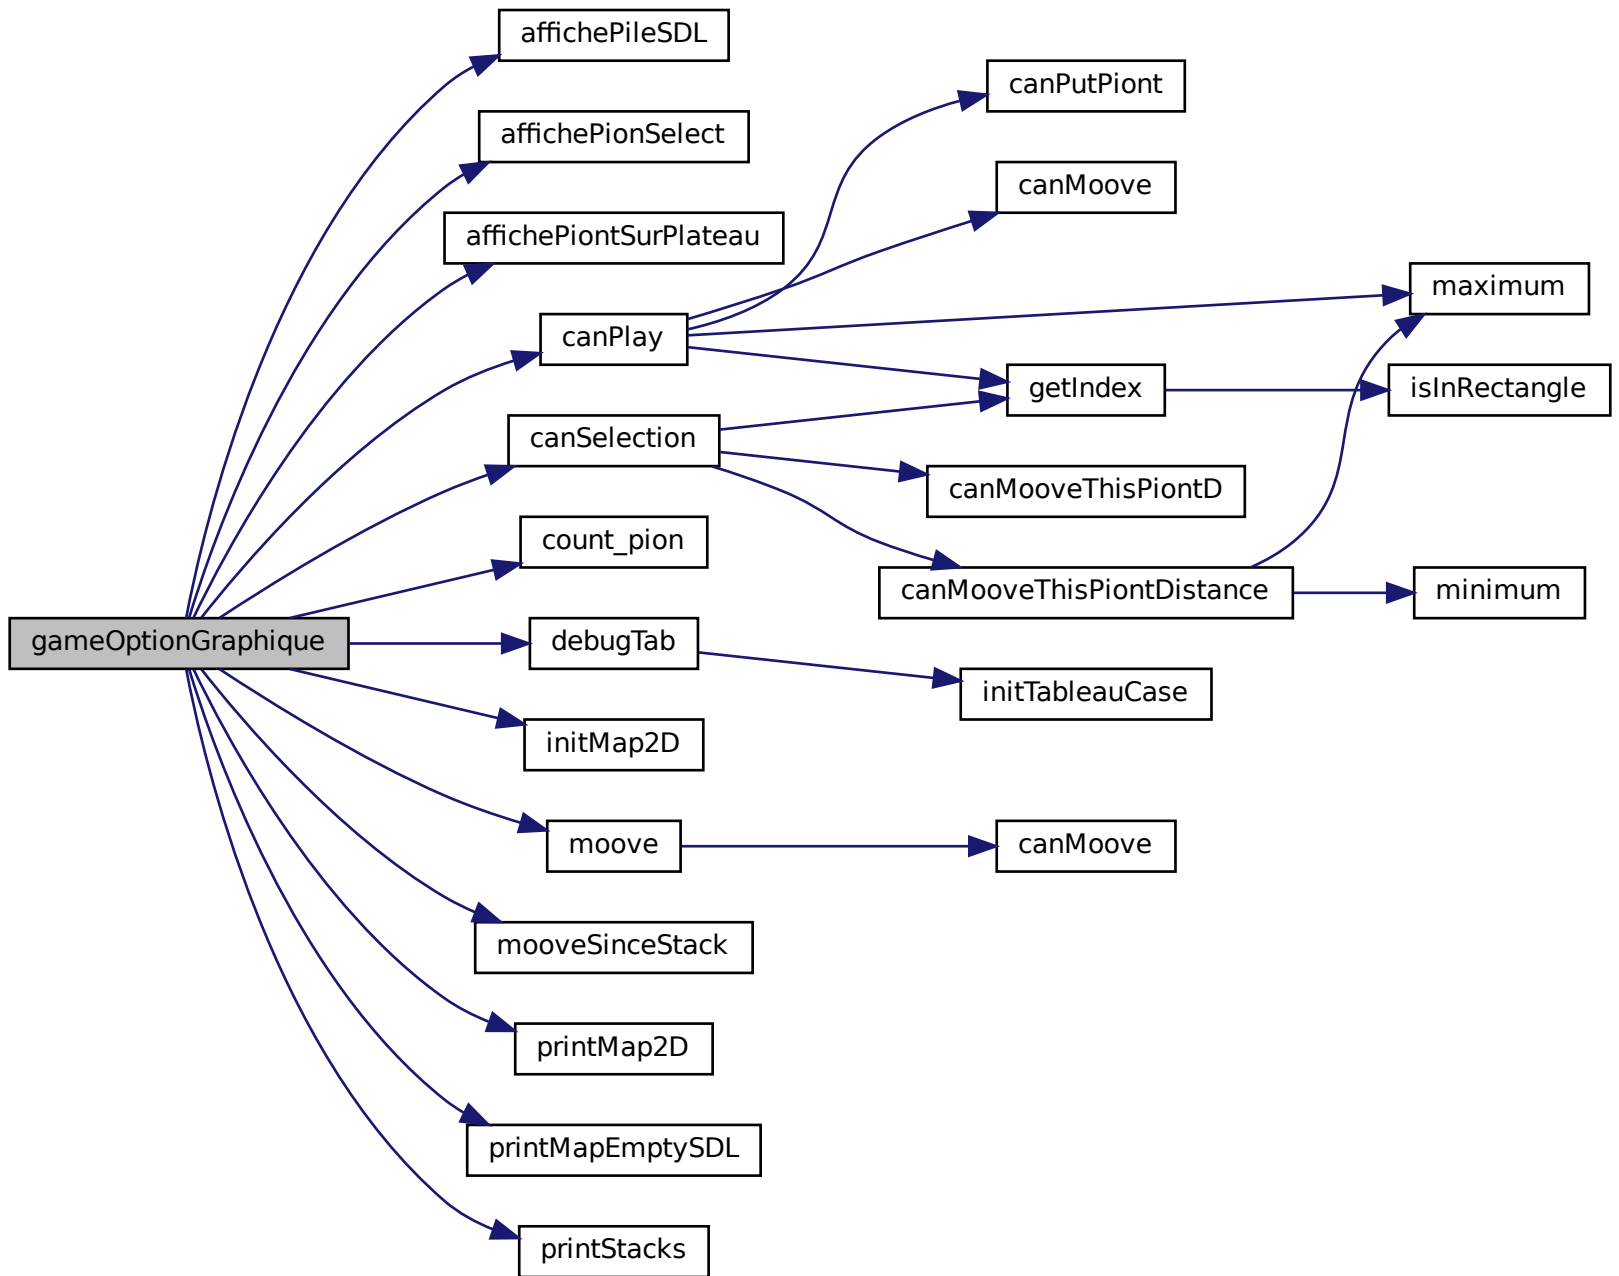 affichePileSDL
canPutPiont
affichePionSelect
canMoove
affichePiontSurPlateau
maximum
canPlay
getIndex
isInRectangle
canSelection
canMooveThisPiontD
count_pion
canMooveThisPiontDistance
minimum
gameOptionGraphique
debugTab
initTableauCase
initMap2D
moove
canMoove
mooveSinceStack
printMap2D
printMapEmptySDL
printStacks